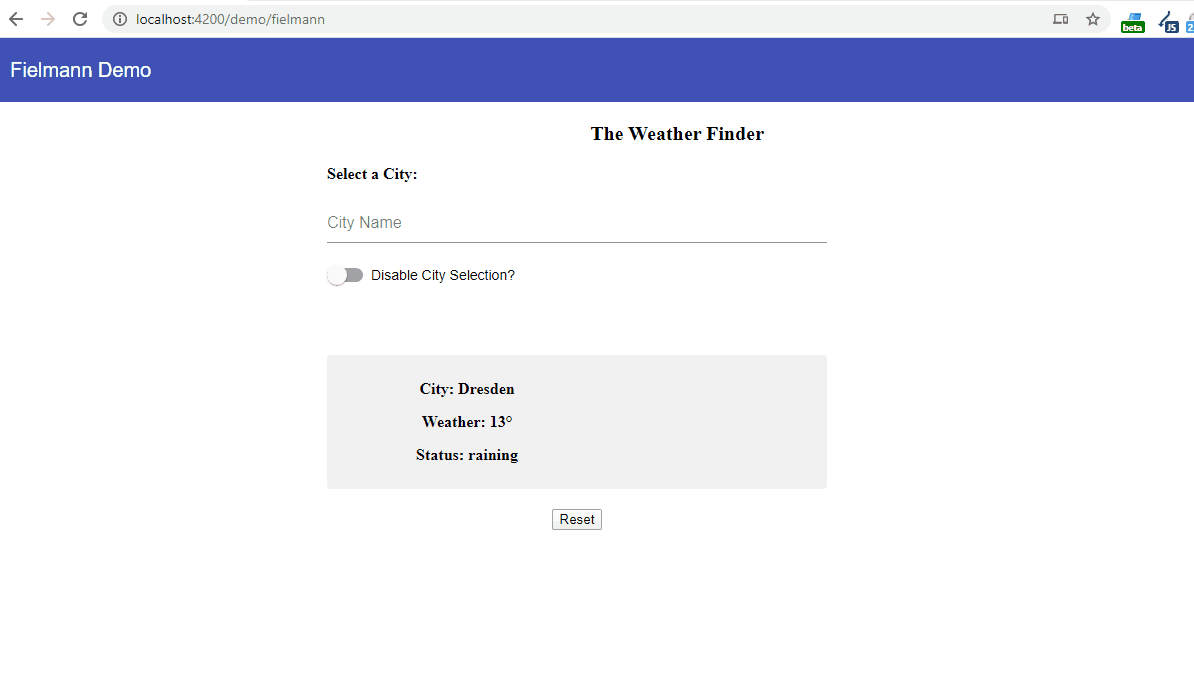 localhost:4200/demo/fielmann
beta
JS
2
Fielmann Demo
The Weather Finder
Select a City:
City Name
Disable City Selection?
City: Dresden
Weather: 13°
Status: raining
Reset